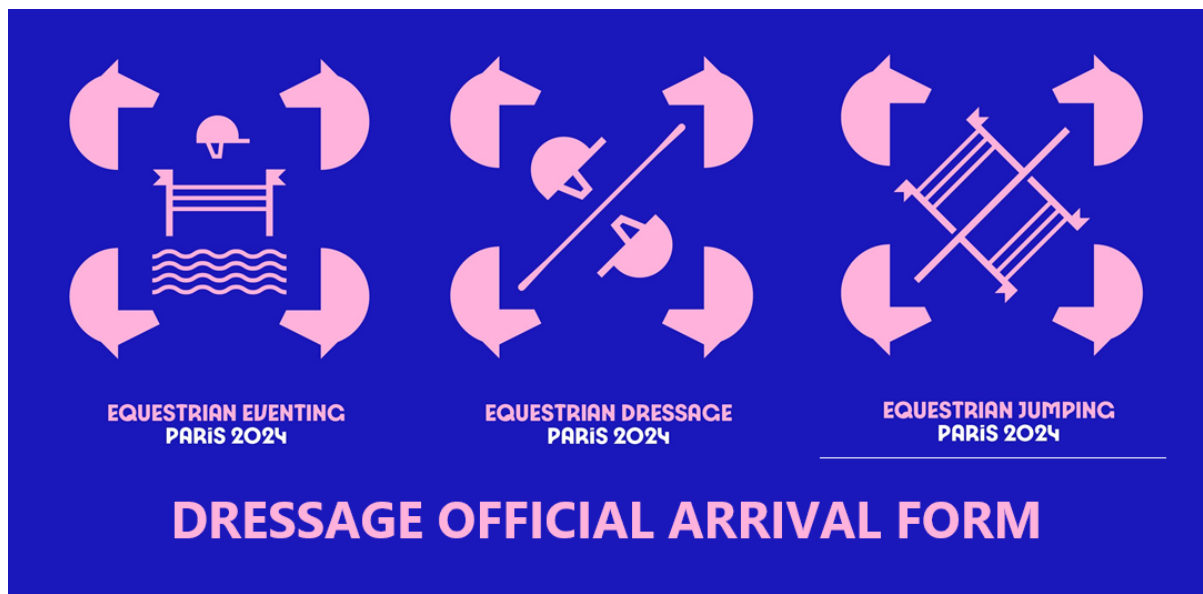 EQUESTRIAN EVENTING
PARiS 2024
EQUESTRIAN DRESSAGE
PARiS 2024
EQUESTRIAN JUMPING
PARiS 2024
DRESSAGE OFFICIAL ARRIVAL FORM